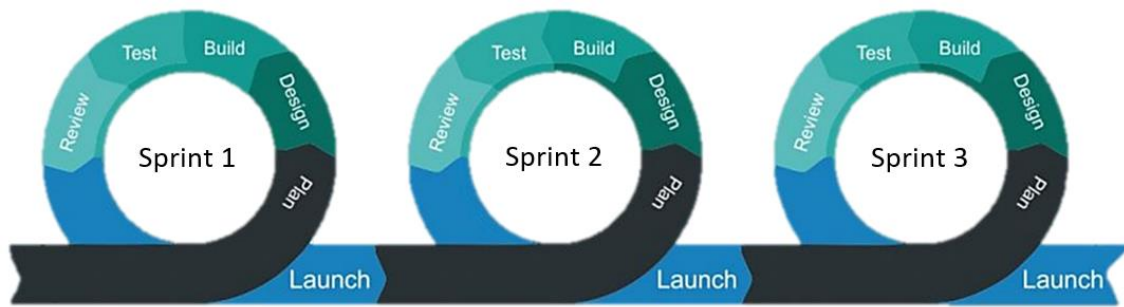 Test
Build
Review
Design
Sprint 1
Plan
Launch
Test
Build
Review
Design
Sprint 2
Plan
Launch
Test
Build
Review
Design
Sprint 3
Plan
Launch